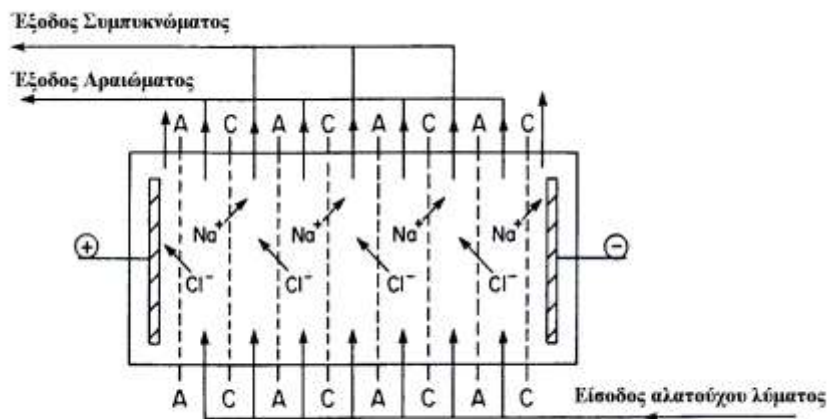 Έξοδος Συμπυκνώματος
Έξοδος Αραιώματος
A C A C A C A C
Na+ Na+ Na+ Na+
+ −
Cl− Cl− Cl− Cl−
A C A C A C A C
Είσοδος αλατούχου λύματος